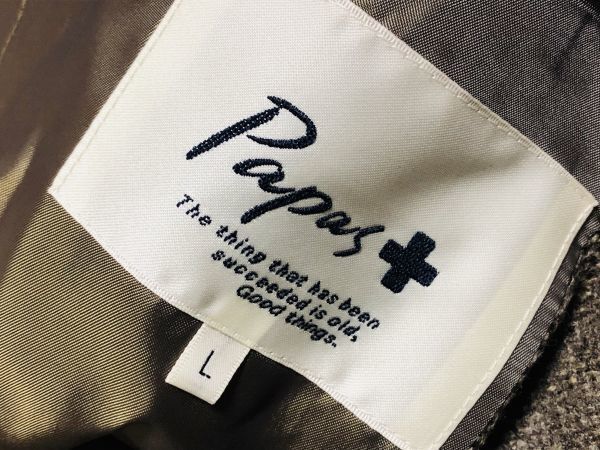 Papas+
The thing that has been
succeeded is old,
Good things.
L